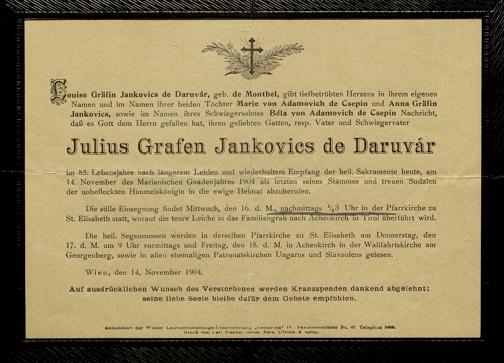 Louise Gräfin Jankovics de Daruvár, geb. de Montbel, gibt tiefbetrübten Herzens in ihrem eigenen
Namen und im Namen ihrer beiden Töchter Marie von Adamovich de Csepin und Anna Gräfin
Jankovics, sowie im Namen ihres Schwiegersohnes Béla von Adamovich de Csepin Nachricht,
daß es Gott dem Herrn gefallen hat, ihren geliebten Gatten, resp. Vater und Schwiegervater
Julius Grafen Jankovics de Daruvár
im 85. Lebensjahre nach längerem Leiden und wiederholtem Empfang der heil. Sakramente heute, am
14. November des Marianischen Gnadenjahres 1904 als letzten seines Stammes und treuen Sodalen
der unbefleckten Himmelskönigin in die ewige Heimat abzuberufen.
Die stille Einsegnung findet Mittwoch, den 16. d. M., nachmittags ½3 Uhr in der Pfarrkirche zu
St. Elisabeth statt, worauf die teure Leiche in das Familiengrab nach Achenkirch in Tirol überführt wird.
Die heil. Segenmessen werden in derselben Pfarrkirche zu St. Elisabeth am Donnerstag, den
17. d. M. um 9 Uhr vormittags und Freitag, den 18. d. M. in Achenkirch in der Wallfahrtskirche am
Georgenberg, sowie in allen ehemaligen Patronatskirchen Ungarns und Slavoniens gelesen.
Wien, den 14. November 1904.
Auf ausdrücklichen Wunsch des Verstorbenen werden Kranzspenden dankend abgelehnt;
seine liebe Seele bleibe dafür dem Gebete empfohlen.